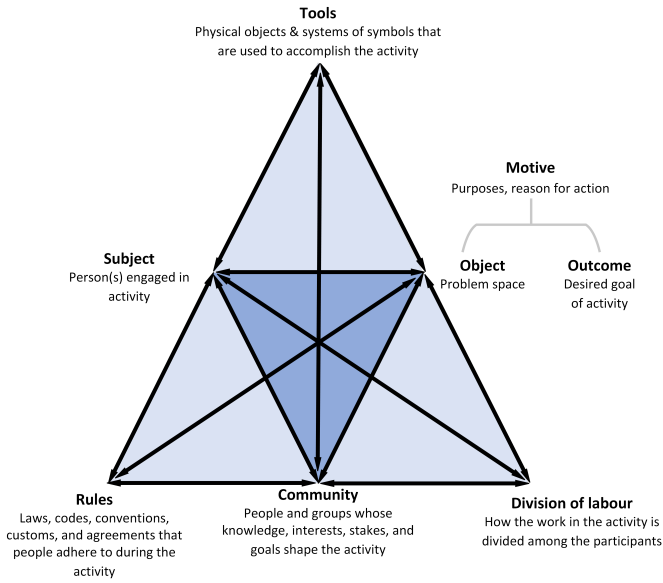 Tools
Physical objects & systems of symbols that
are used to accomplish the activity
Motive
Purposes, reason for action
Subject
Person(s) engaged in
activity
Object
Problem space
Outcome
Desired goal
of activity
Rules
Laws, codes, conventions,
customs, and agreements that
people adhere to during the
activity
Community
People and groups whose
knowledge, interests, stakes, and
goals shape the activity
Division of labour
How the work in the activity is
divided among the participants